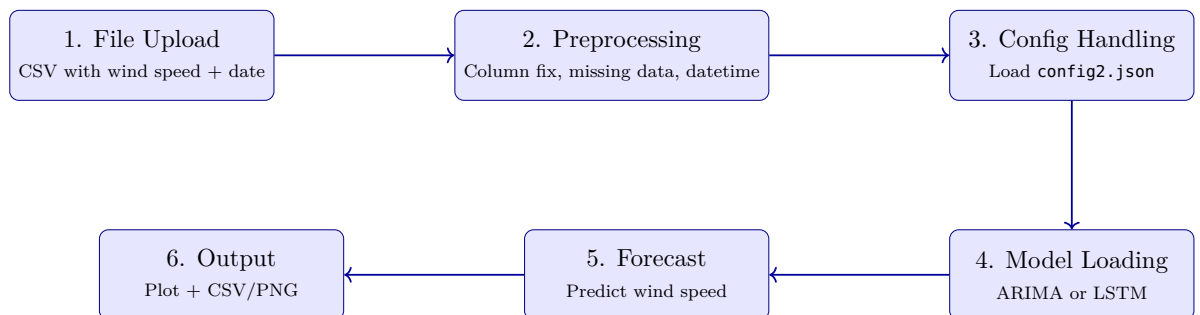 1. File Upload
CSV with wind speed + date
2. Preprocessing
Column fix, missing data, datetime
3. Config Handling
Load config2.json
4. Model Loading
ARIMA or LSTM
5. Forecast
Predict wind speed
6. Output
Plot + CSV/PNG